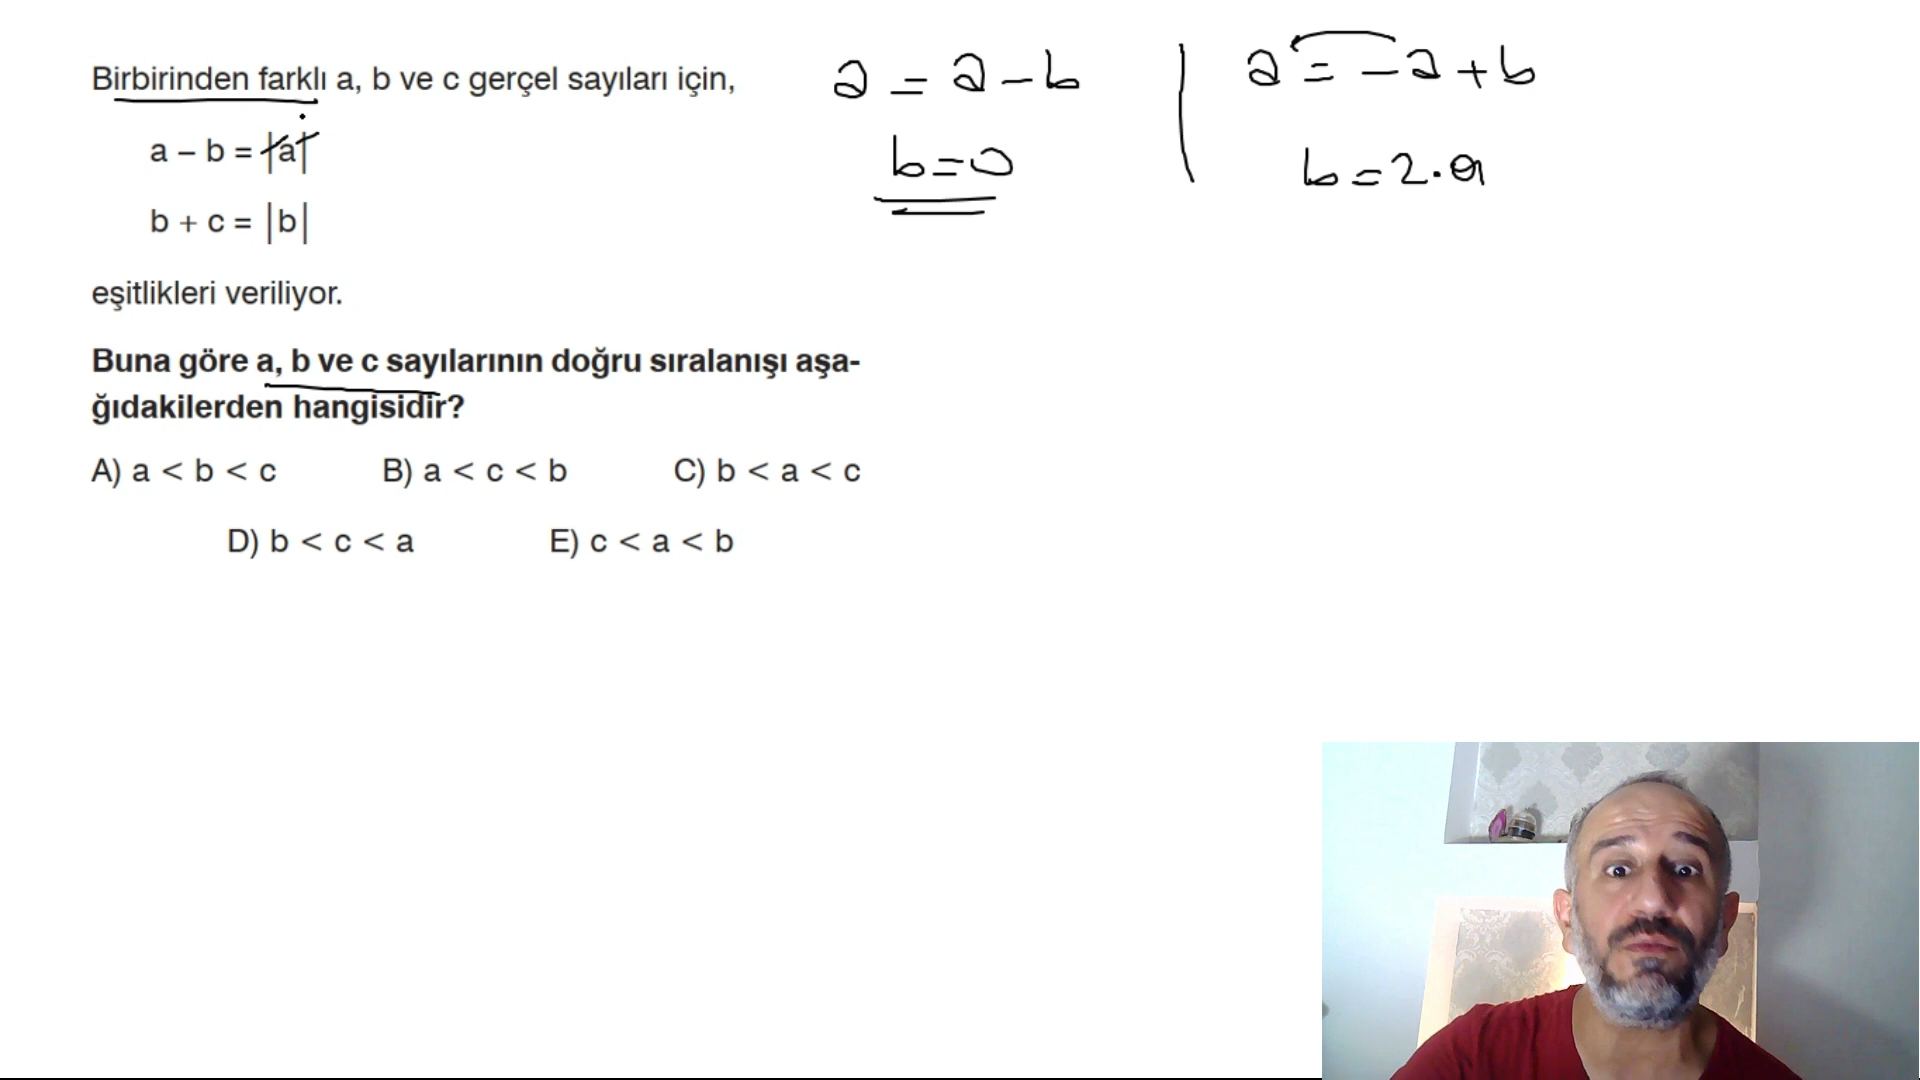 Birbirinden farklı a, b ve c gerçel sayıları için,
a – b = |a|
b + c = |b|
eşitlikleri veriliyor.
Buna göre a, b ve c sayılarının doğru sıralanışı aşa-
ğıdakilerden hangisidir?
A) a < b < c B) a < c < b C) b < a < c
D) b < c < a E) c < a < b
a = a - b
b = 0
a = -a + b
b = 2.a